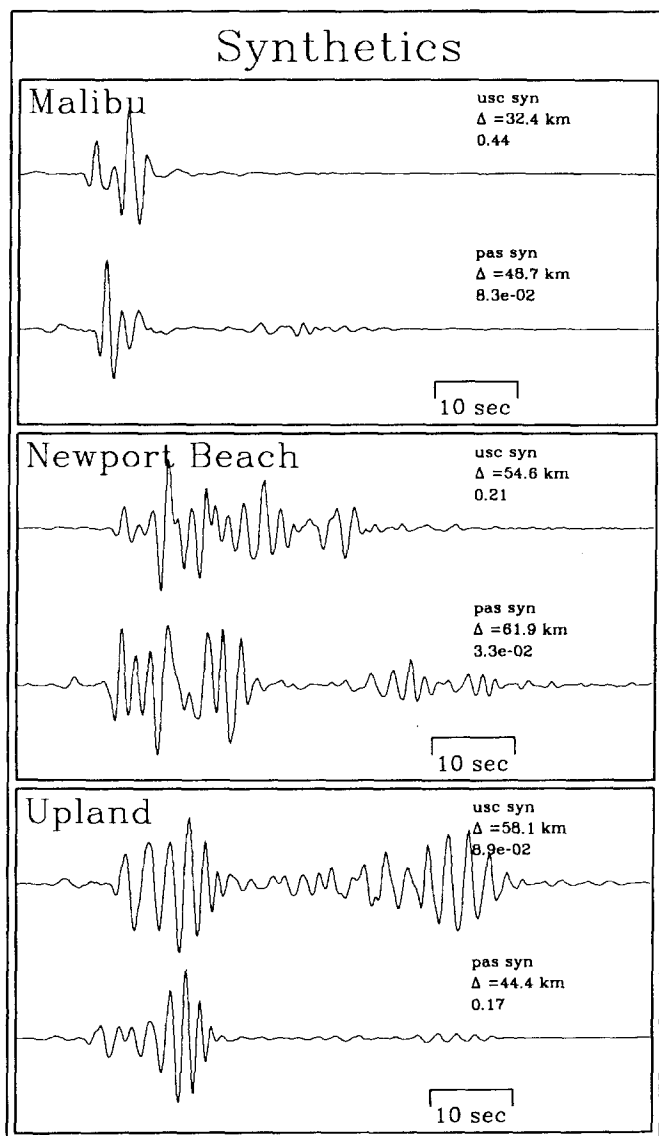 Synthetics
Malibu
usc syn
Δ =32.4 km
0.44
pas syn
Δ =48.7 km
8.3e-02
10 sec
Newport Beach
usc syn
Δ =54.6 km
0.21
pas syn
Δ =61.9 km
3.3e-02
10 sec
Upland
usc syn
Δ =58.1 km
8.9e-02
pas syn
Δ =44.4 km
0.17
10 sec